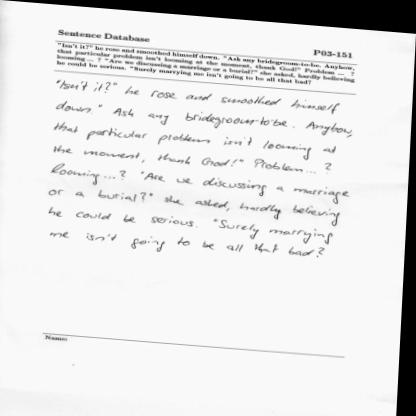 Sentence Database
P03-151
"Isn't it?" he rose and smoothed himself down. "Ask any bridegroom-to-be. Anyhow,
that particular problem isn't looming at the moment, thank God!" Problem ... ?
looming ... ? "Are we discussing a marriage or a burial?" she asked, hardly believing
he could be serious. "Surely marrying me isn't going to be all that bad?
"Isn't it?" he rose and smoothed himself
down." Ask any bridegroom-to-be. Anyhow,
that particular problem isn't looming at
the moment, thank God!" Problem... ?
looming...? "Are we discussing a marriage
or a burial?" she asked, hardly believing
he could be serious. "Surely marrying
me isn't going to be all that bad?
Name: